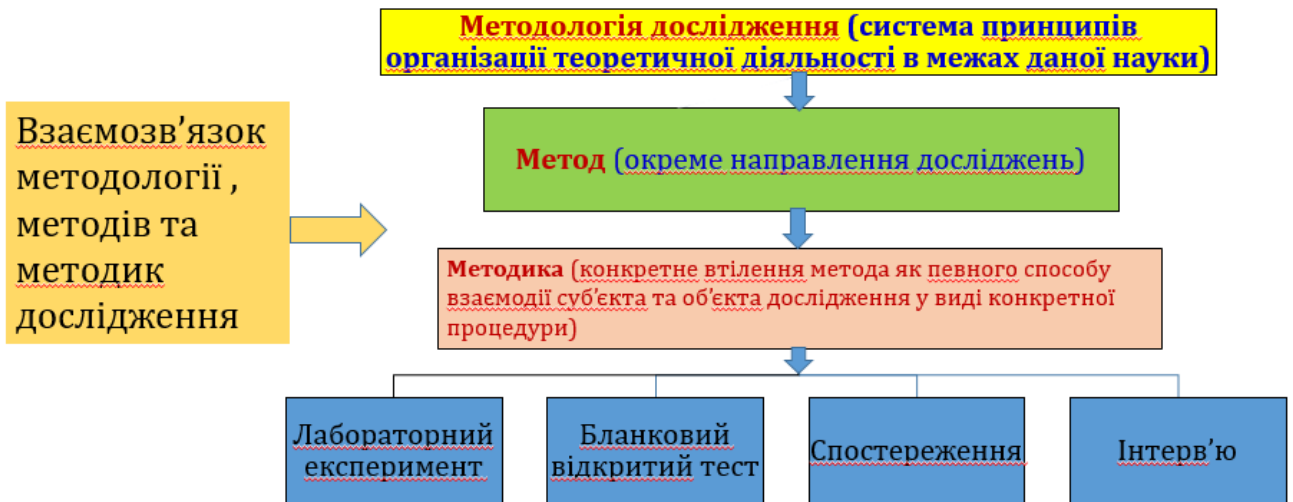 Методологія дослідження (система принципів
організації теоретичної діяльності в межах даної науки)
Взаємозв’язок
методології ,
методів та
методик
дослідження
Метод (окреме направлення досліджень)
Методика (конкретне втілення метода як певного способу
взаємодії суб’єкта та об’єкта дослідження у виді конкретної
процедури)
Лабораторний
експеримент
Бланковий
відкритий тест
Спостереження
Інтерв’ю